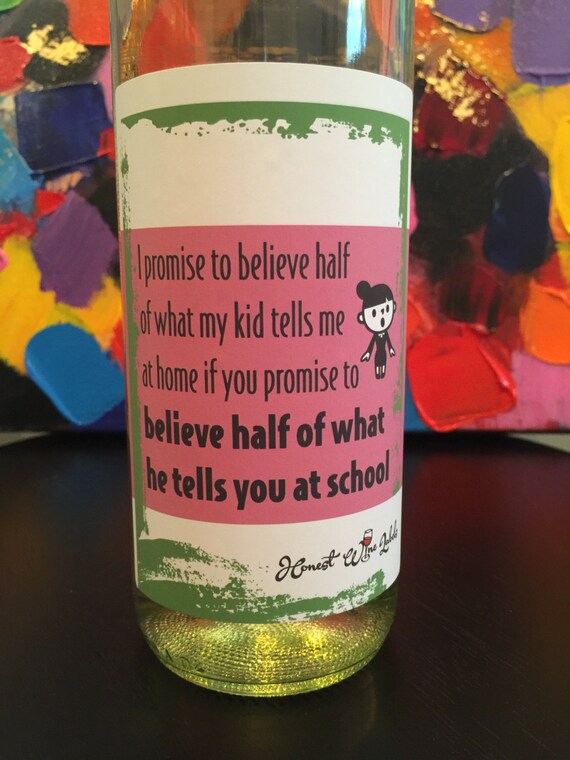 I promise to believe half
of what my kid tells me
at home if you promise to
believe half of what
he tells you at school
Honest Wine Labels